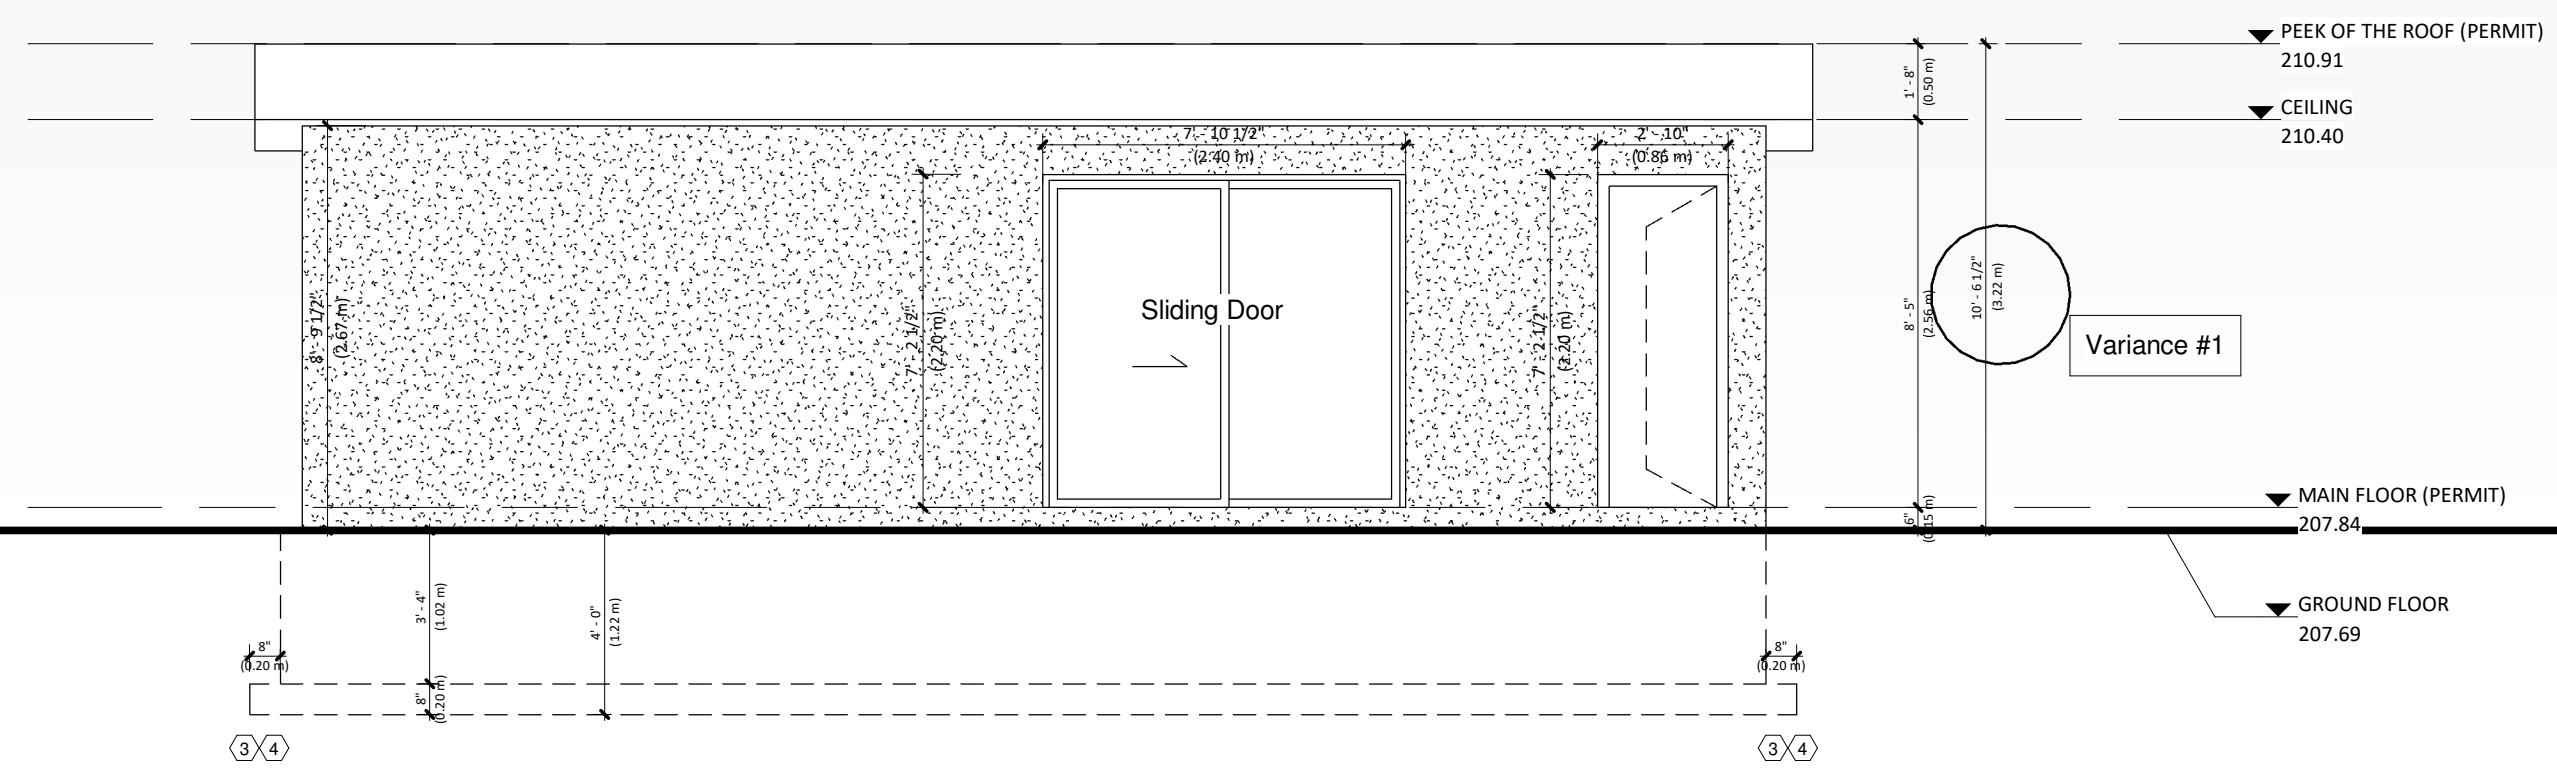 PEEK OF THE ROOF (PERMIT)
210.91
1' - 8"
(0.50 m)
CEILING
210.40
7' - 10 1/2"
(2.40 m)
2' - 10"
(0.86 m)
8' - 9 1/2"
(2.67 m)
7' - 2 1/2"
(2.20 m)
Sliding Door
7' - 2 1/2"
(2.20 m)
8' - 5"
(2.56 m)
10' - 6 1/2"
(3.22 m)
Variance #1
MAIN FLOOR (PERMIT)
207.84
6"
(0.15 m)
GROUND FLOOR
207.69
3' - 4"
(1.02 m)
4' - 0"
(1.22 m)
8"
(0.20 m)
8"
(0.20 m)
8"
(0.20 m)
3 4
3 4